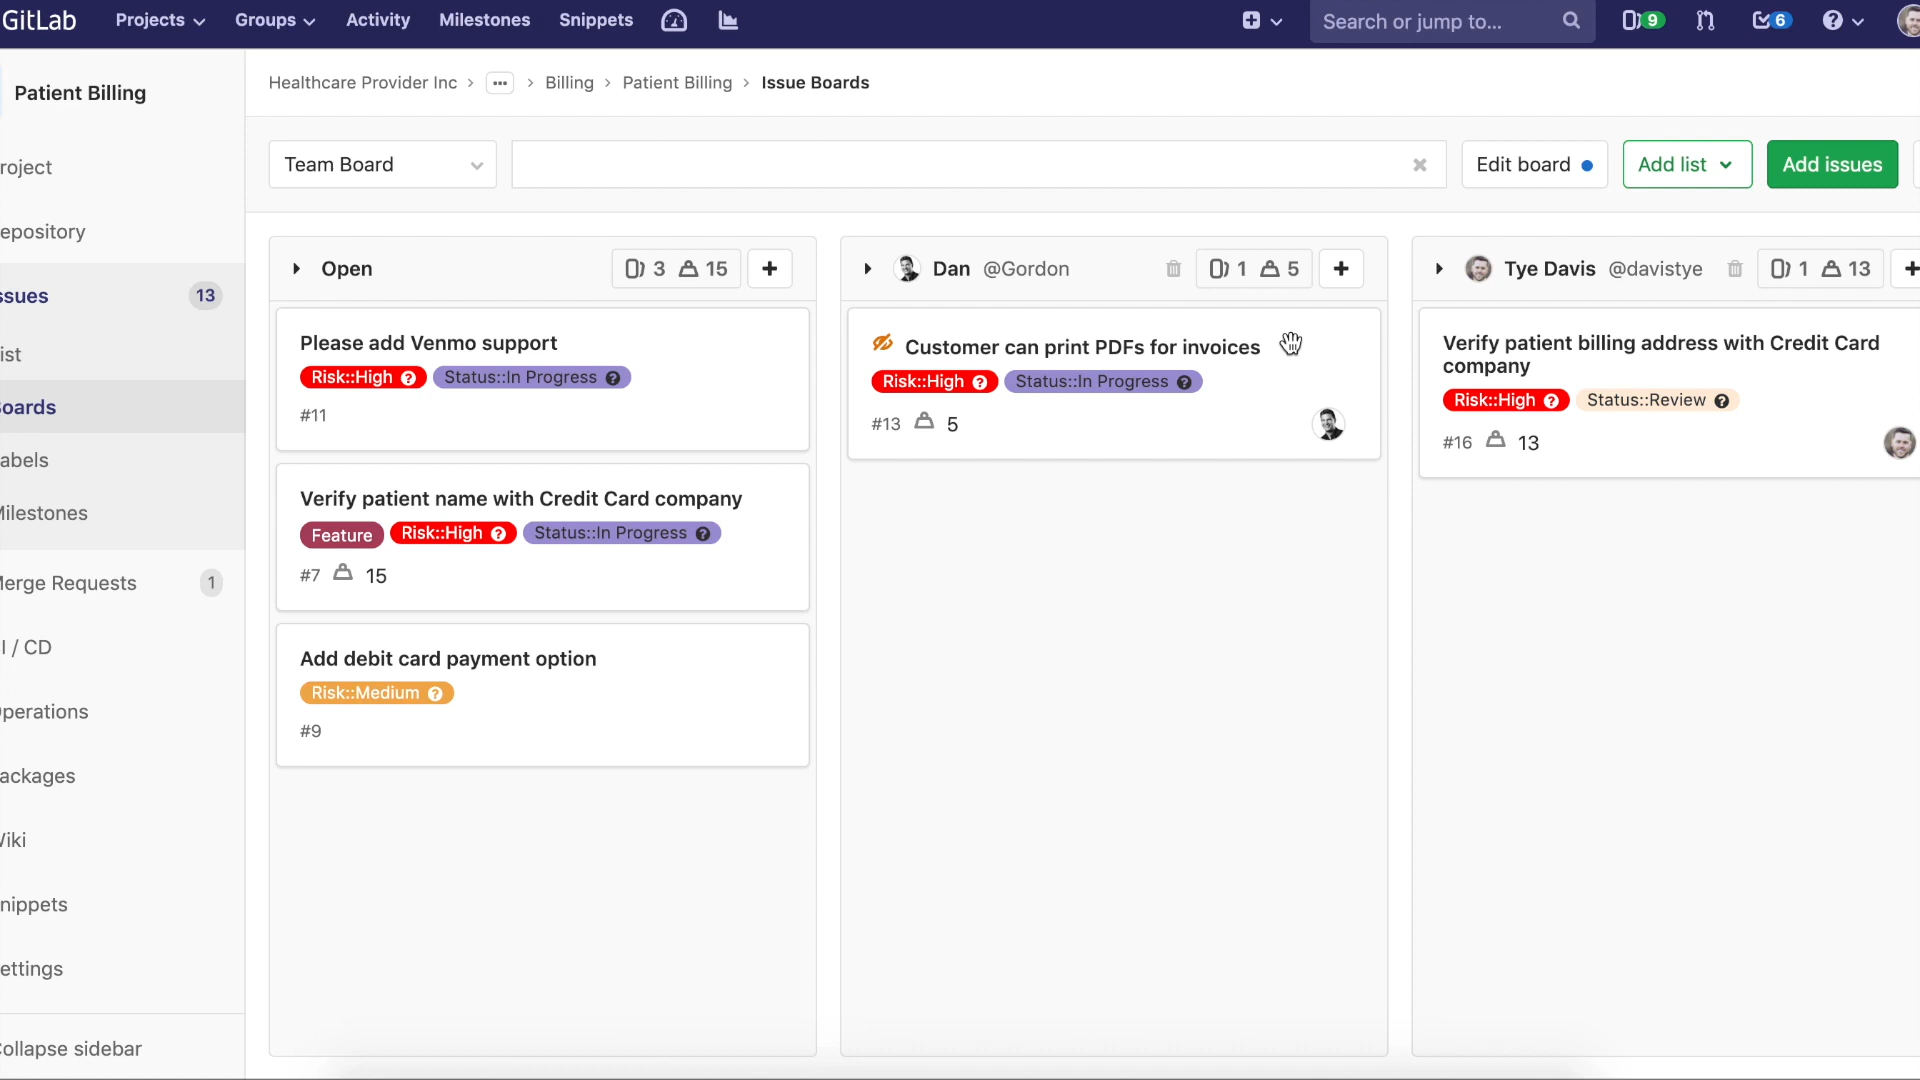 GitLab Projects Groups Activity Milestones Snippets Search or jump to... 9 6
Patient Billing
Healthcare Provider Inc > ... > Billing > Patient Billing > Issue Boards
roject
epository
ssues 13
ist
oards
abels
ilestones
erge Requests 1
I / CD
perations
ackages
iki
nippets
ettings
ollapse sidebar
Team Board Edit board Add list Add issues
Open 3 15
Please add Venmo support
Risk::High Status::In Progress
#11
Verify patient name with Credit Card company
Feature Risk::High Status::In Progress
#7 15
Add debit card payment option
Risk::Medium
#9
Dan @Gordon 1 5
Customer can print PDFs for invoices
Risk::High Status::In Progress
#13 5
Tye Davis @davistye 1 13
Verify patient billing address with Credit Card
company
Risk::High Status::Review
#16 13